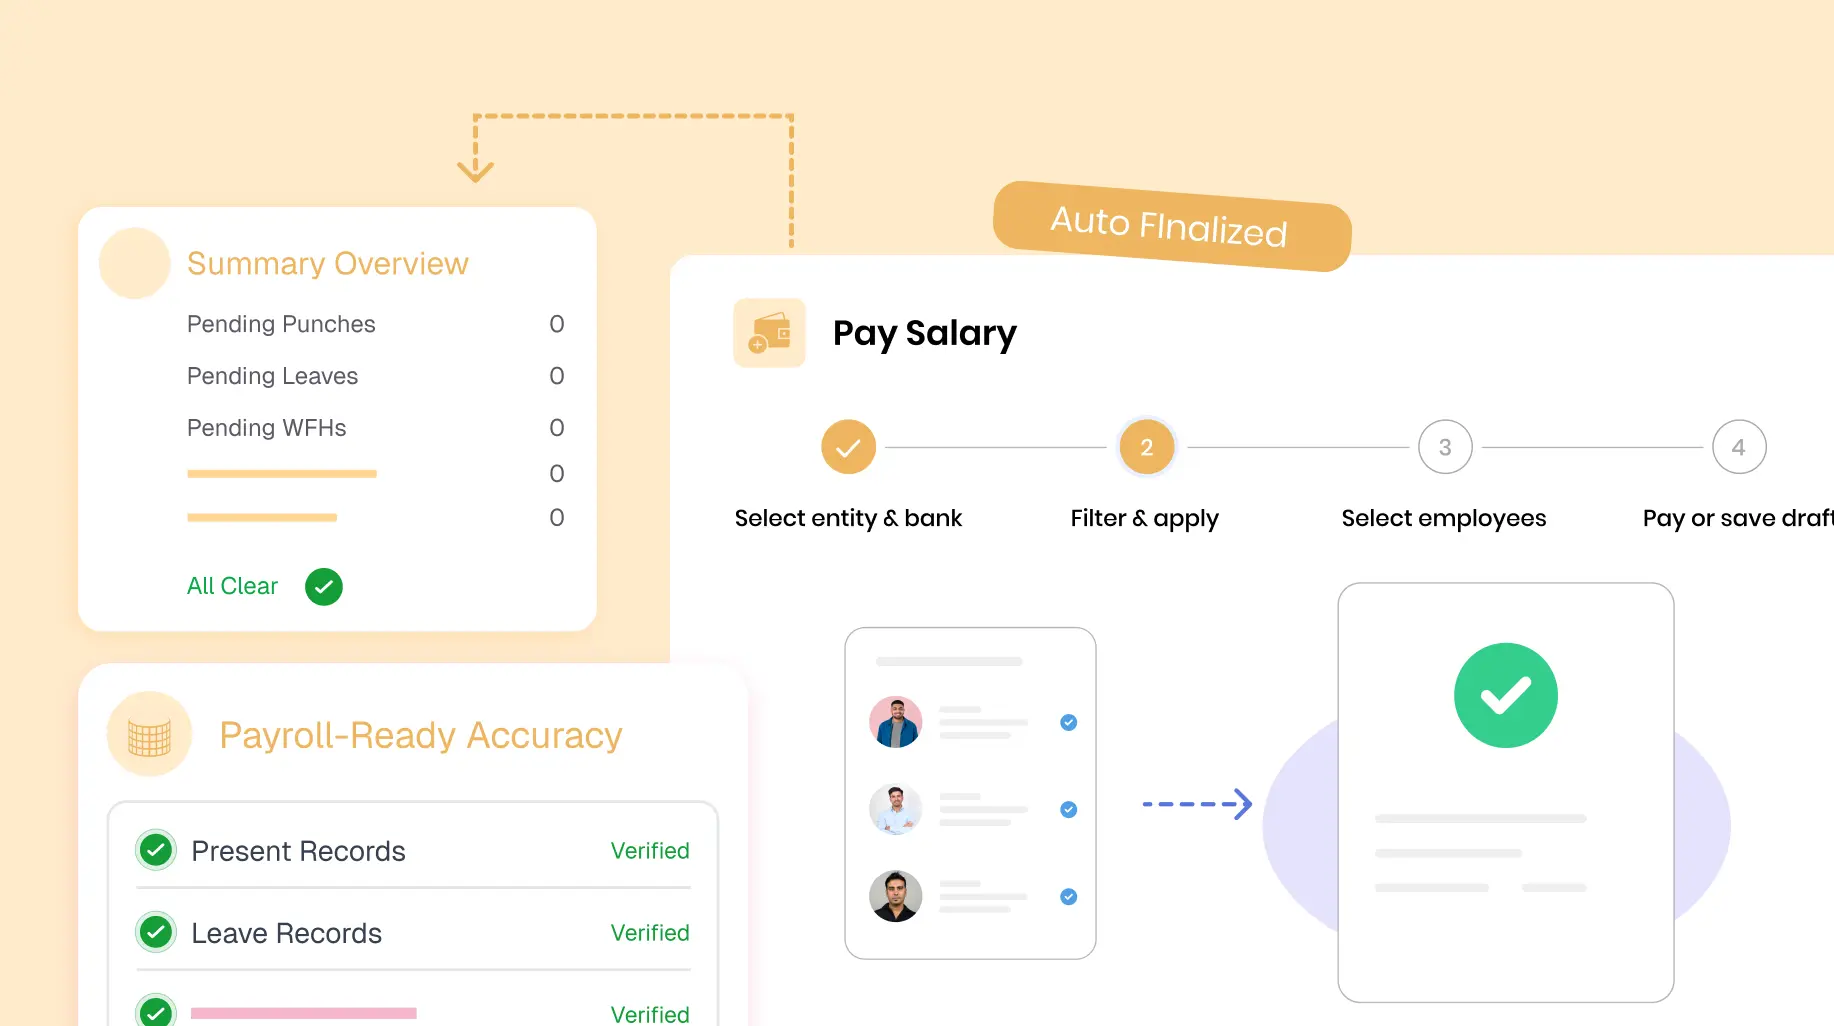 Auto FInalized
Summary Overview
Pending Punches 0
Pending Leaves 0
Pending WFHs 0
0
0
All Clear
Pay Salary
2
3
4
Select entity & bank
Filter & apply
Select employees
Pay or save draft
Payroll-Ready Accuracy
Present Records Verified
Leave Records Verified
Verified